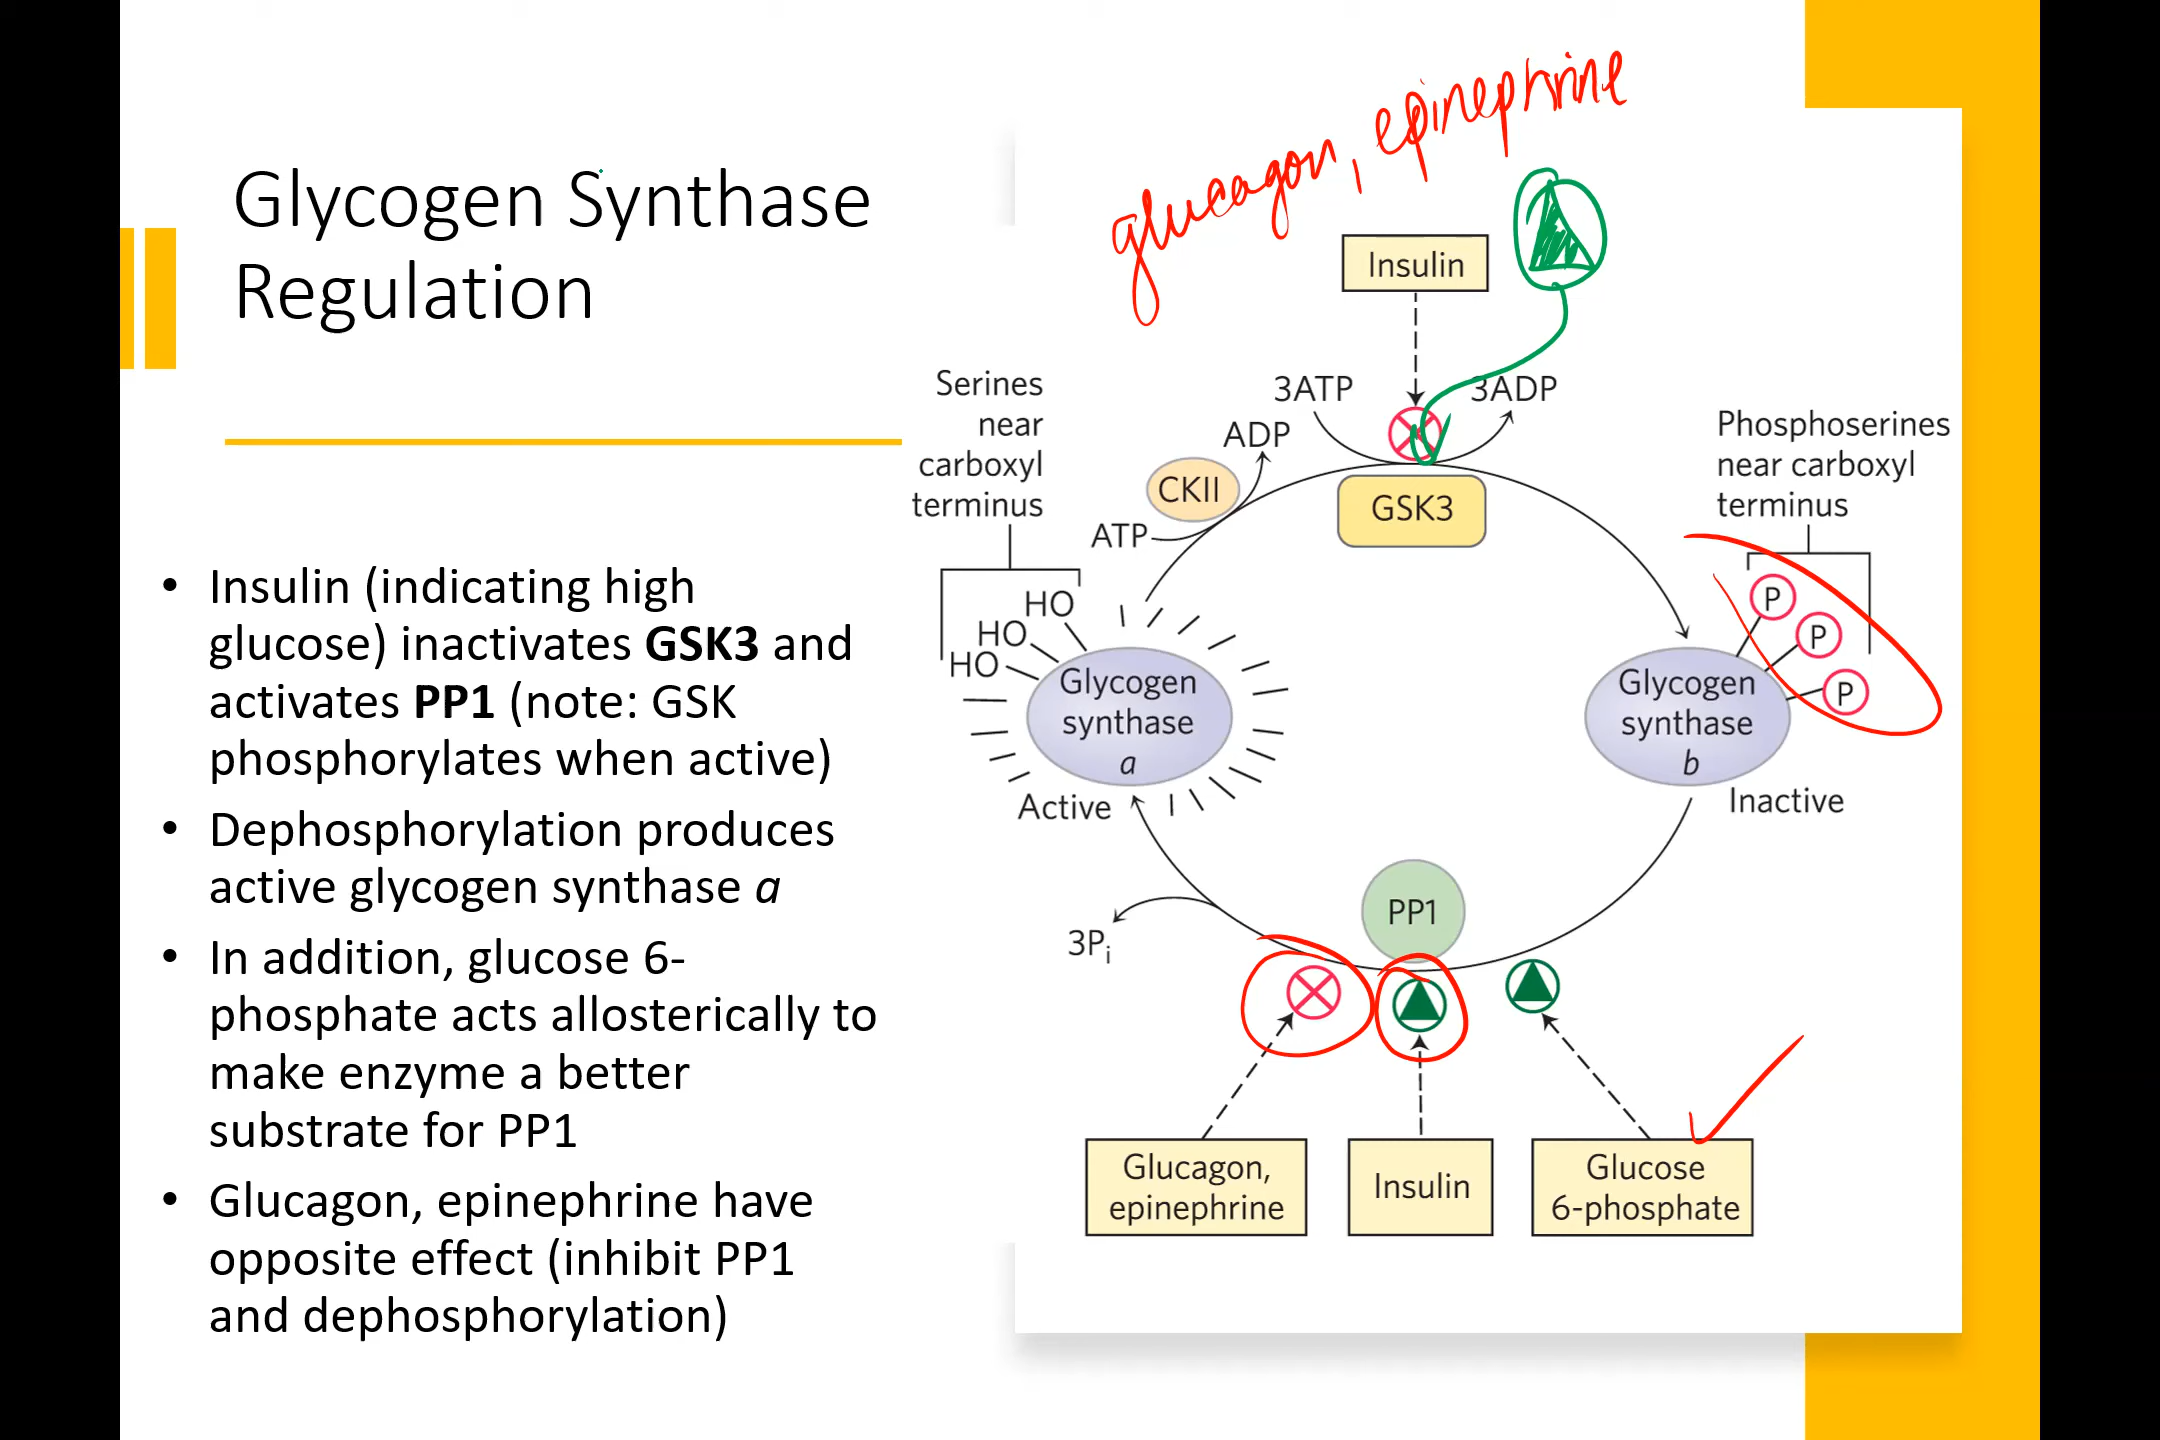 Glycogen Synthase
Regulation
• Insulin (indicating high
glucose) inactivates GSK3 and
activates PP1 (note: GSK
phosphorylates when active)
• Dephosphorylation produces
active glycogen synthase a
• In addition, glucose 6-
phosphate acts allosterically to
make enzyme a better
substrate for PP1
• Glucagon, epinephrine have
opposite effect (inhibit PP1
and dephosphorylation)
glucagon, epinephrine
Insulin
Serines
near
carboxyl
terminus
3ATP
3ADP
ADP
CKII
ATP
GSK3
Phosphoserines
near carboxyl
terminus
HO
HO
HO
P
P
P
Glycogen
synthase
a
Active
Glycogen
synthase
b
Inactive
PP1
3Pi
Glucagon,
epinephrine
Insulin
Glucose
6-phosphate